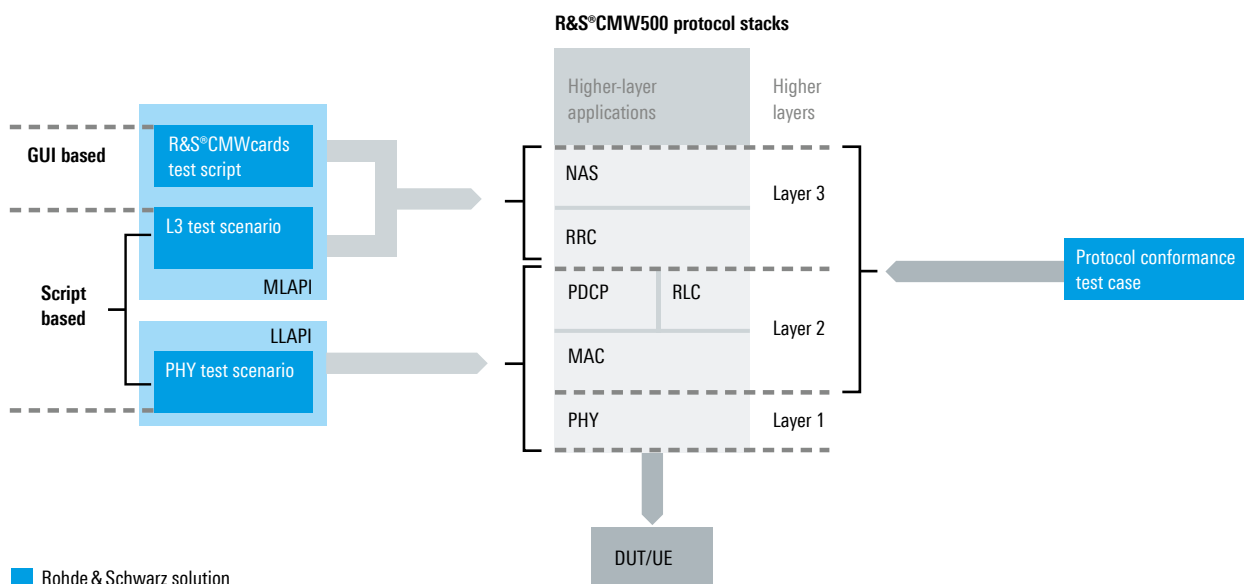 R&S®CMW500 protocol stacks
Higher-layer
applications
Higher
layers
GUI based
R&S®CMWcards
test script
L3 test scenario
MLAPI
Script
based
LLAPI
PHY test scenario
NAS
RRC
Layer 3
PDCP
RLC
MAC
Layer 2
PHY
Layer 1
Protocol conformance
test case
DUT/UE
Rohde & Schwarz solution